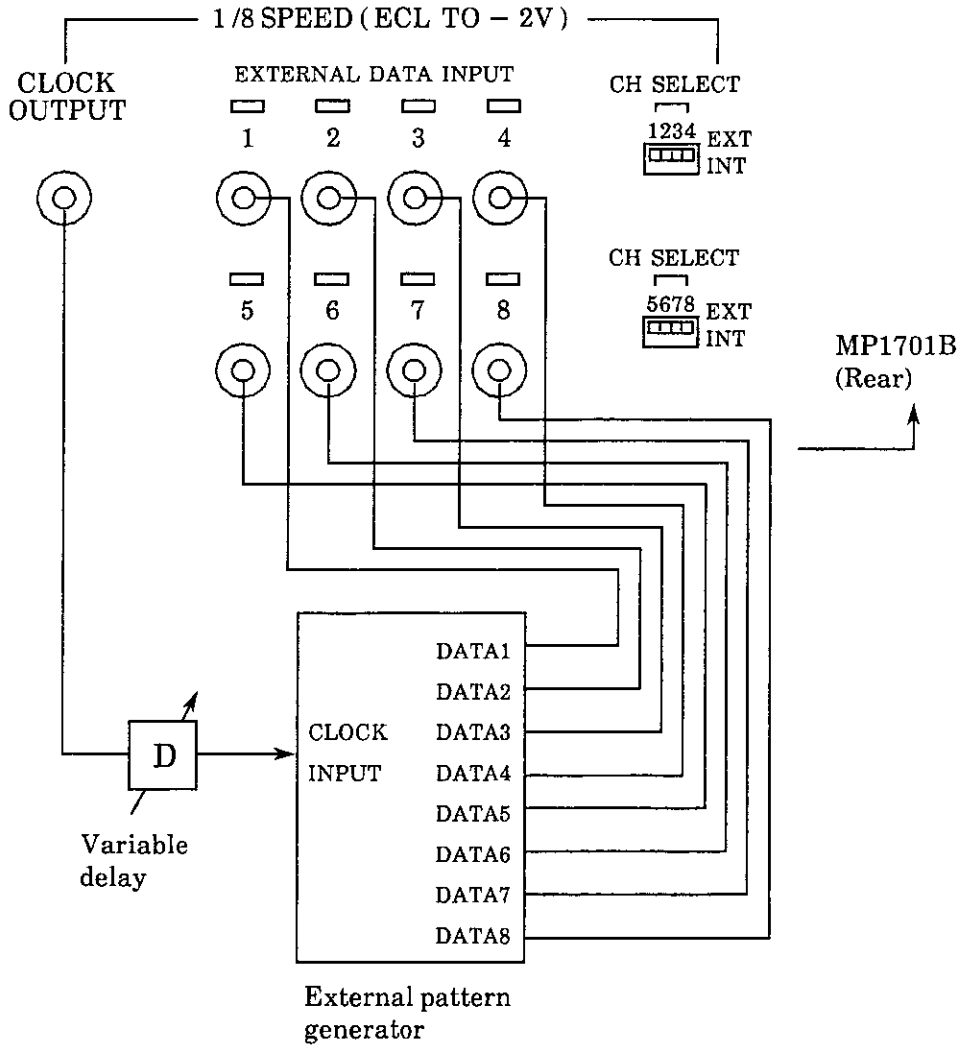 1/8 SPEED (ECL TO – 2V)
CLOCK
OUTPUT
EXTERNAL DATA INPUT
1 2 3 4
CH SELECT
1234 EXT
INT
5 6 7 8
CH SELECT
5678 EXT
INT
MP1701B
(Rear)
CLOCK
INPUT
DATA1
DATA2
DATA3
DATA4
DATA5
DATA6
DATA7
DATA8
D
Variable
delay
External pattern
generator